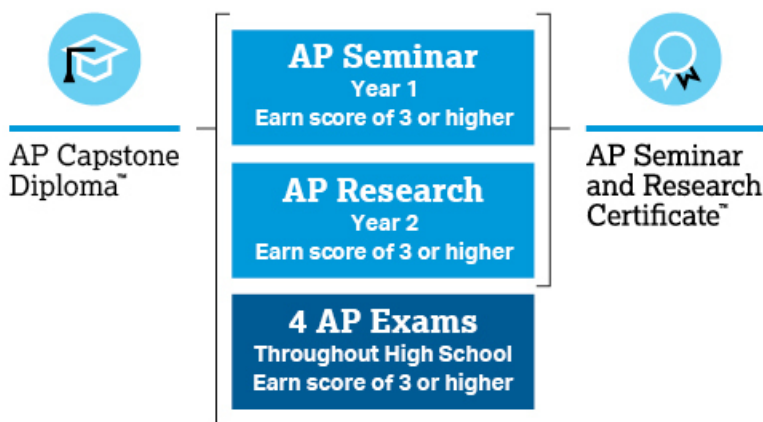 AP Capstone
Diploma™
AP Seminar
Year 1
Earn score of 3 or higher
AP Research
Year 2
Earn score of 3 or higher
4 AP Exams
Throughout High School
Earn score of 3 or higher
AP Seminar
and Research
Certificate™